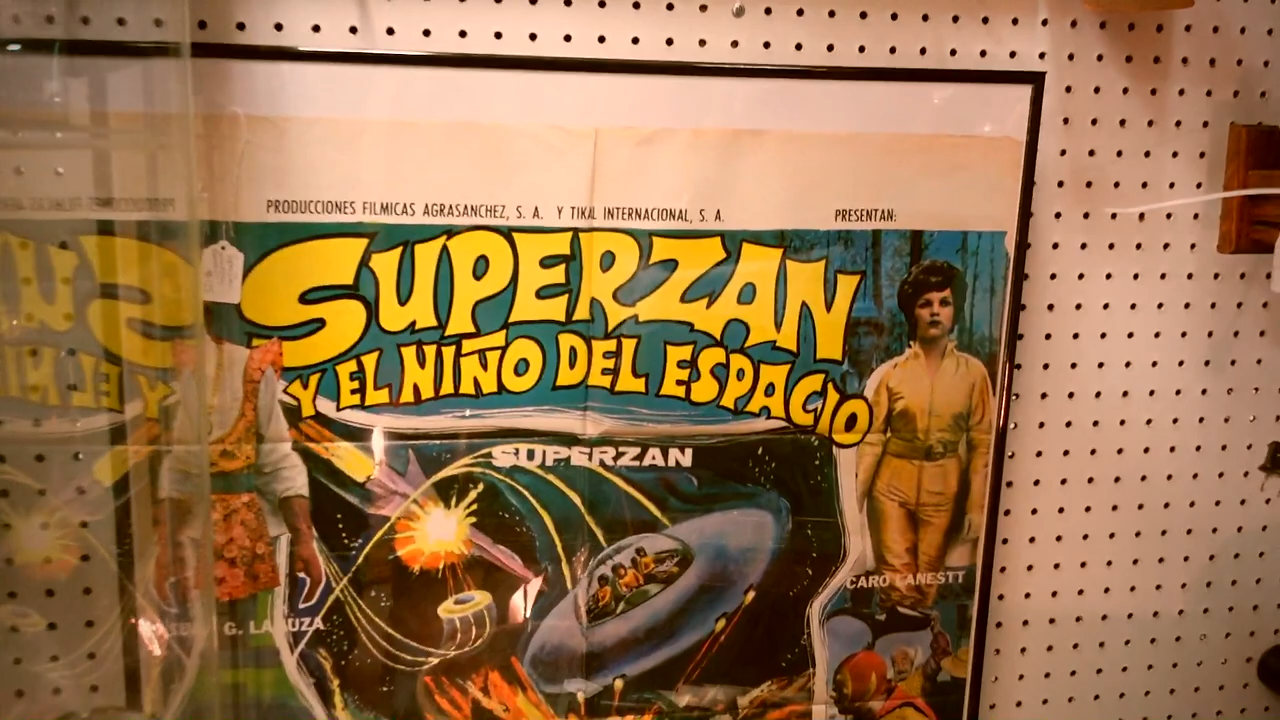 PRODUCCIONES FILMICAS AGRASANCHEZ, S. A. Y TIKAL INTERNACIONAL, S. A. PRESENTAN:
SUPERZAN
Y EL NIÑO DEL ESPACIO
SUPERZAN
CARO LANESTT
G.